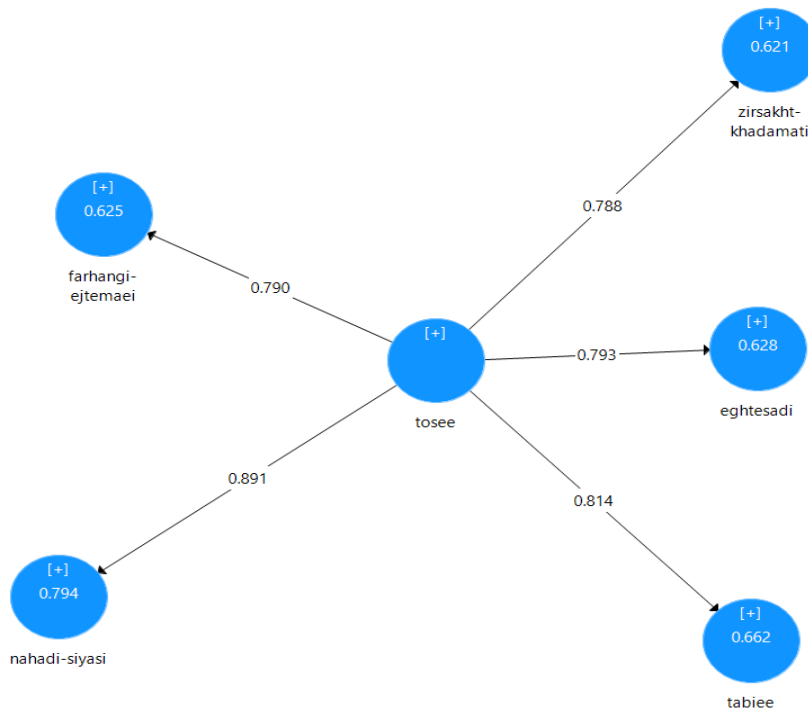 [+]
0.621
zirsakht-
khadamati
0.788
[+]
0.625
farhangi-
ejtemaei
0.790
[+]
tosee
0.793
[+]
0.628
eghtesadi
0.891
[+]
0.794
nahadi-siyasi
0.814
[+]
0.662
tabiee